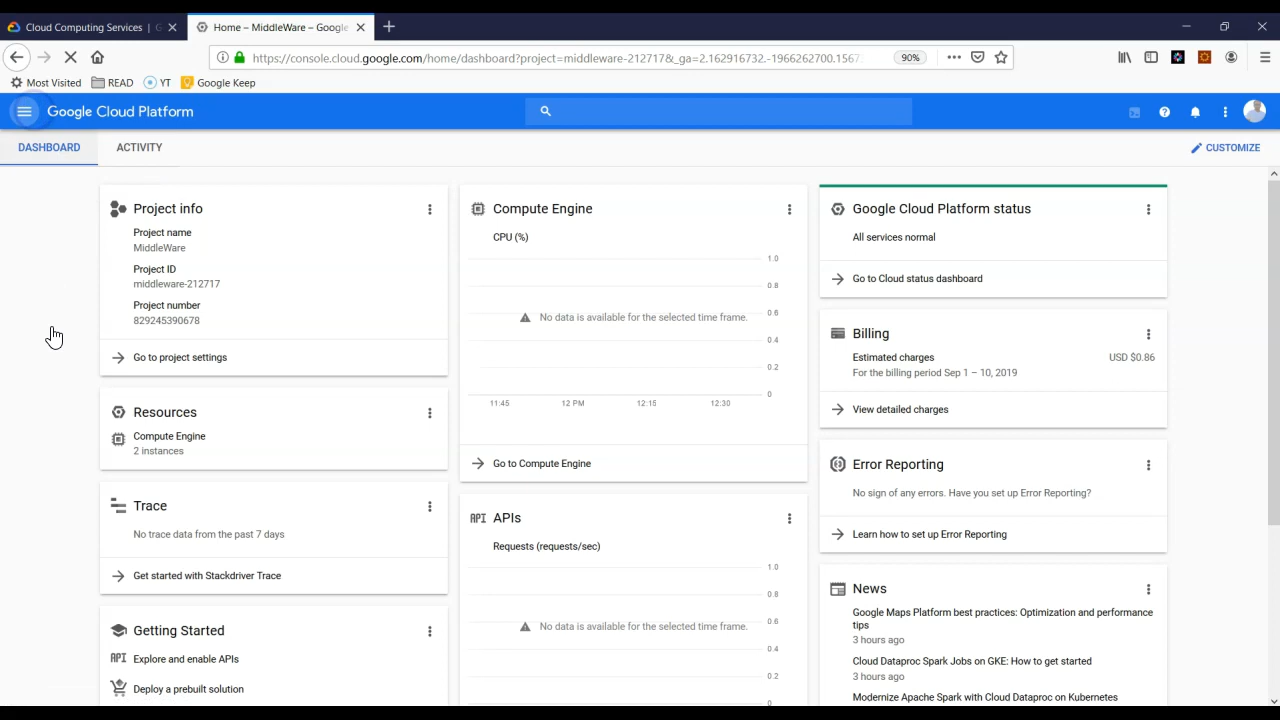 Cloud Computing Services | G
Home – MiddleWare – Google
https://console.cloud.google.com/home/dashboard?project=middleware-212717&_ga=2.162916732.-1966262700.1567
90%
Most Visited
READ
YT
Google Keep
Google Cloud Platform
DASHBOARD
ACTIVITY
CUSTOMIZE
Project info
Project name
MiddleWare
Project ID
middleware-212717
Project number
829245390678
Go to project settings
Resources
Compute Engine
2 instances
Trace
No trace data from the past 7 days
Get started with Stackdriver Trace
Getting Started
API Explore and enable APIs
Deploy a prebuilt solution
Compute Engine
CPU (%)
1.0
0.8
No data is available for the selected time frame.
0.6
0.4
0.2
0
11:45 12 PM 12:15 12:30
Go to Compute Engine
API APIs
Requests (requests/sec)
1.0
0.8
No data is available for the selected time frame.
0.6
0.4
0.2
0
Google Cloud Platform status
All services normal
Go to Cloud status dashboard
Billing
Estimated charges USD $0.86
For the billing period Sep 1 – 10, 2019
View detailed charges
Error Reporting
No sign of any errors. Have you set up Error Reporting?
Learn how to set up Error Reporting
News
Google Maps Platform best practices: Optimization and performance
tips
3 hours ago
Cloud Dataproc Spark Jobs on GKE: How to get started
3 hours ago
Modernize Apache Spark with Cloud Dataproc on Kubernetes